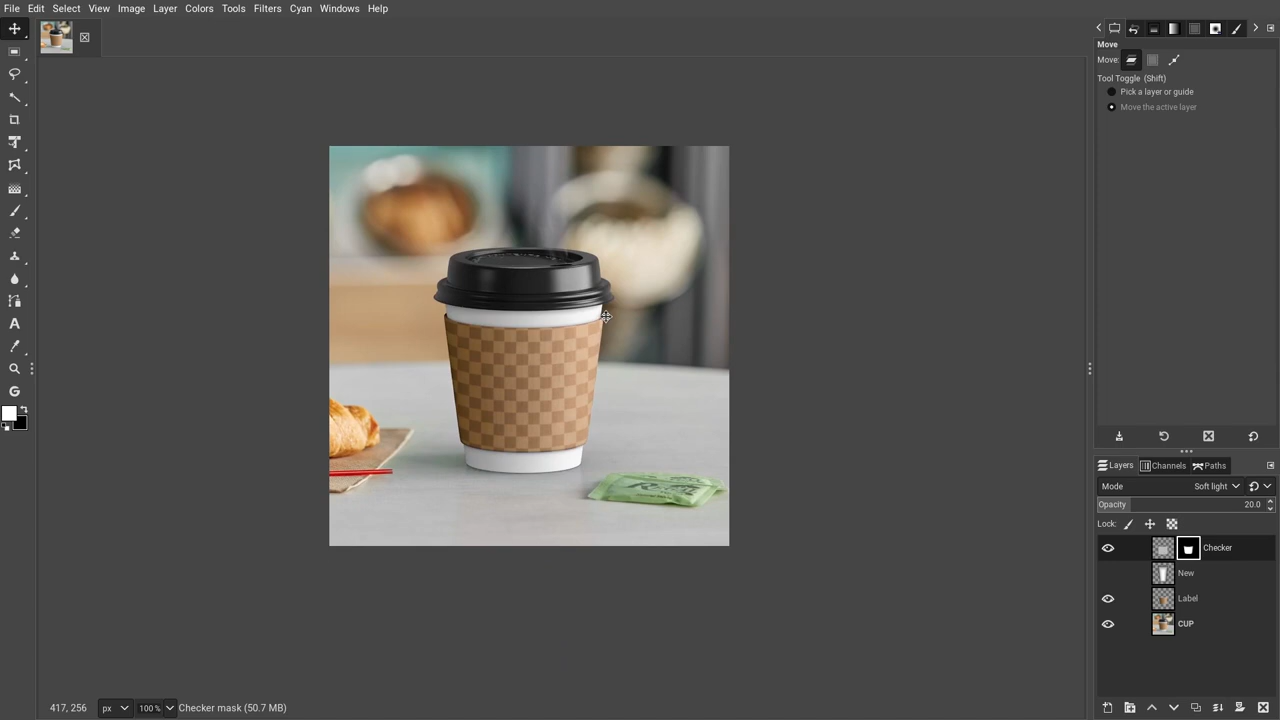 File Edit Select View Image Layer Colors Tools Filters Cyan Windows Help
Move
Move:
Tool Toggle (Shift)
Pick a layer or guide
Move the active layer
Layers Channels Paths
Mode Soft light
Opacity 20.0
Lock:
Checker
New
Label
CUP
417, 256 px 100% Checker mask (50.7 MB)